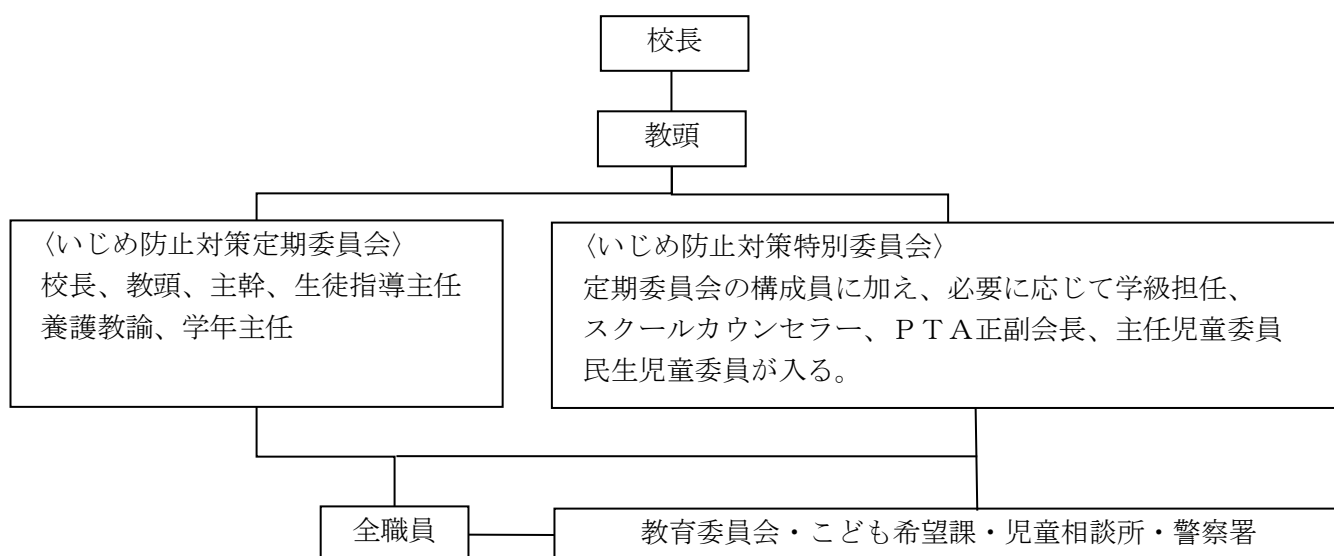 校長
教頭
〈いじめ防止対策定期委員会〉
校長、教頭、主幹、生徒指導主任
養護教諭、学年主任
〈いじめ防止対策特別委員会〉
定期委員会の構成員に加え、必要に応じて学級担任、
スクールカウンセラー、ＰＴＡ正副会長、主任児童委員
民生児童委員が入る。
全職員
教育委員会・こども希望課・児童相談所・警察署